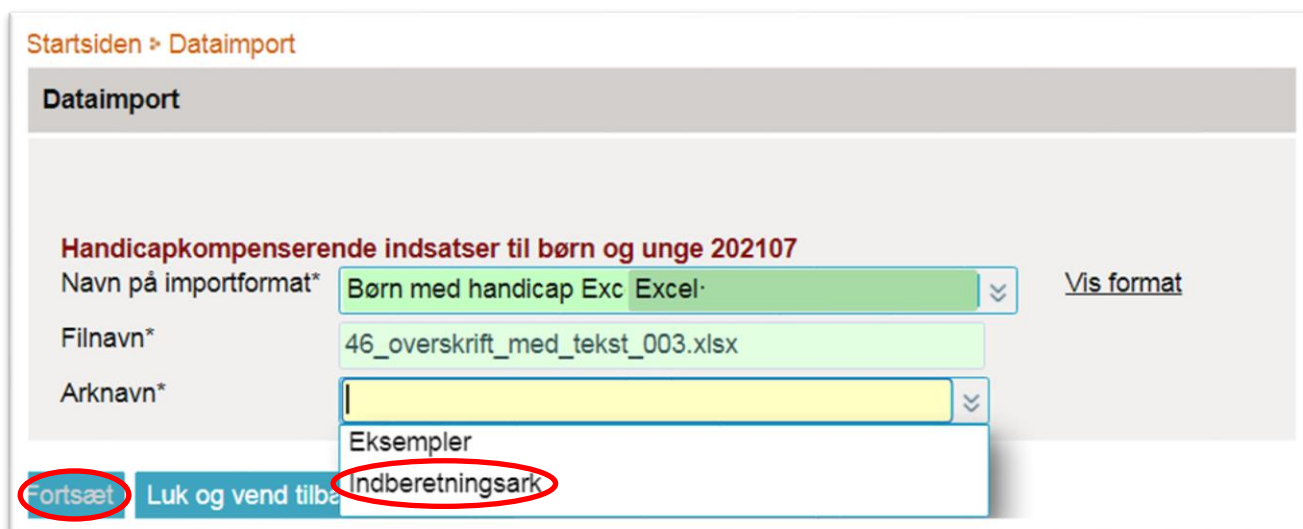 Startsiden > Dataimport
Dataimport
Handicapkompenserende indsatser til børn og unge 202107
Navn på importformat* Børn med handicap Exc Excel· Vis format
Filnavn* 46_overskrift_med_tekst_003.xlsx
Arknavn*
Eksempler
Indberetningsark
Fortsæt Luk og vend tilba